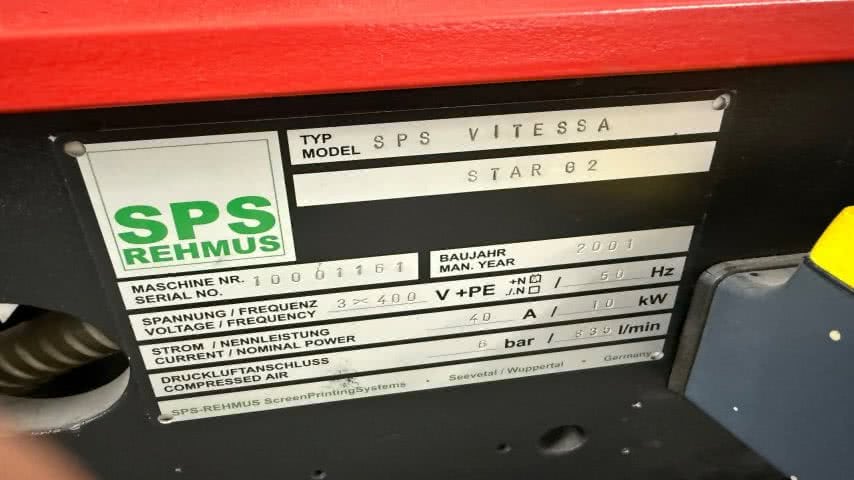 SPS
REHMUS
TYP
MODEL SPS VITESSA
STAR 02
MASCHINE NR.
SERIAL NO. 10001161
BAUJAHR
MAN. YEAR 2001
SPANNUNG / FREQUENZ
VOLTAGE / FREQUENCY 3×400 V +PE +N ☒ ./.N ☐ / 50 Hz
STROM / NENNLEISTUNG
CURRENT / NOMINAL POWER 40 A / 10 kW
DRUCKLUFTANSCHLUSS
COMPRESSED AIR 6 bar / 835 l/min
SPS-REHMUS ScreenPrintingSystems • Seevetal / Wuppertal • Germany